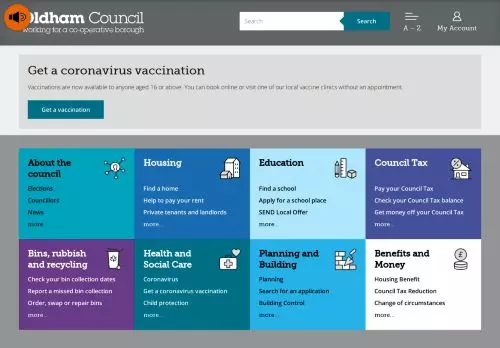 Oldham Council
working for a co-operative borough
Search
Search
A – Z
My Account
Get a coronavirus vaccination
Vaccinations are now available to anyone aged 16 or above. You can book online or visit one of our local vaccine clinics without an appointment.
Get a vaccination
About the council
Elections
Councillors
News
more...
Housing
Find a home
Help to pay your rent
Private tenants and landlords
more...
Education
Find a school
Apply for a school place
SEND Local Offer
more...
Council Tax
Pay your Council Tax
Check your Council Tax balance
Get money off your Council Tax
more...
Bins, rubbish and recycling
Check your bin collection dates
Report a missed bin collection
Order, swap or repair bins
more...
Health and Social Care
Coronavirus
Get a coronavirus vaccination
Child protection
more...
Planning and Building
Planning
Search for an application
Building Control
more...
Benefits and Money
Housing Benefit
Council Tax Reduction
Change of circumstances
more...